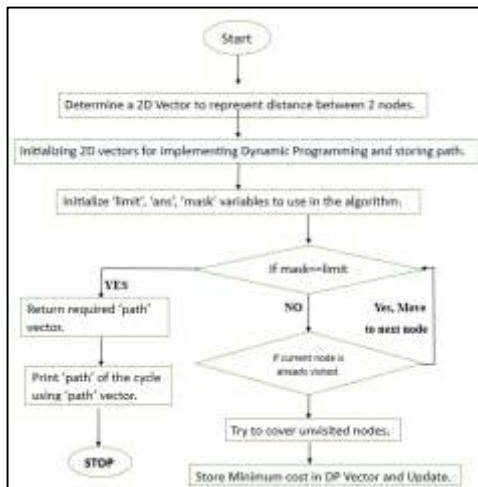 Start
Determine a 2D Vector to represent distance between 2 nodes.
Initializing 2D vectors for implementing Dynamic Programming and storing path.
Initialize 'limit', 'ans', 'mask' variables to use in the algorithm.
If mask==limit
YES
NO
Yes, Move
to next node
Return required 'path'
vector.
If current node is
already visited.
Print 'path' of the cycle
using 'path' vector.
Try to cover unvisited nodes.
STOP
Store Minimum cost in DP Vector and Update.